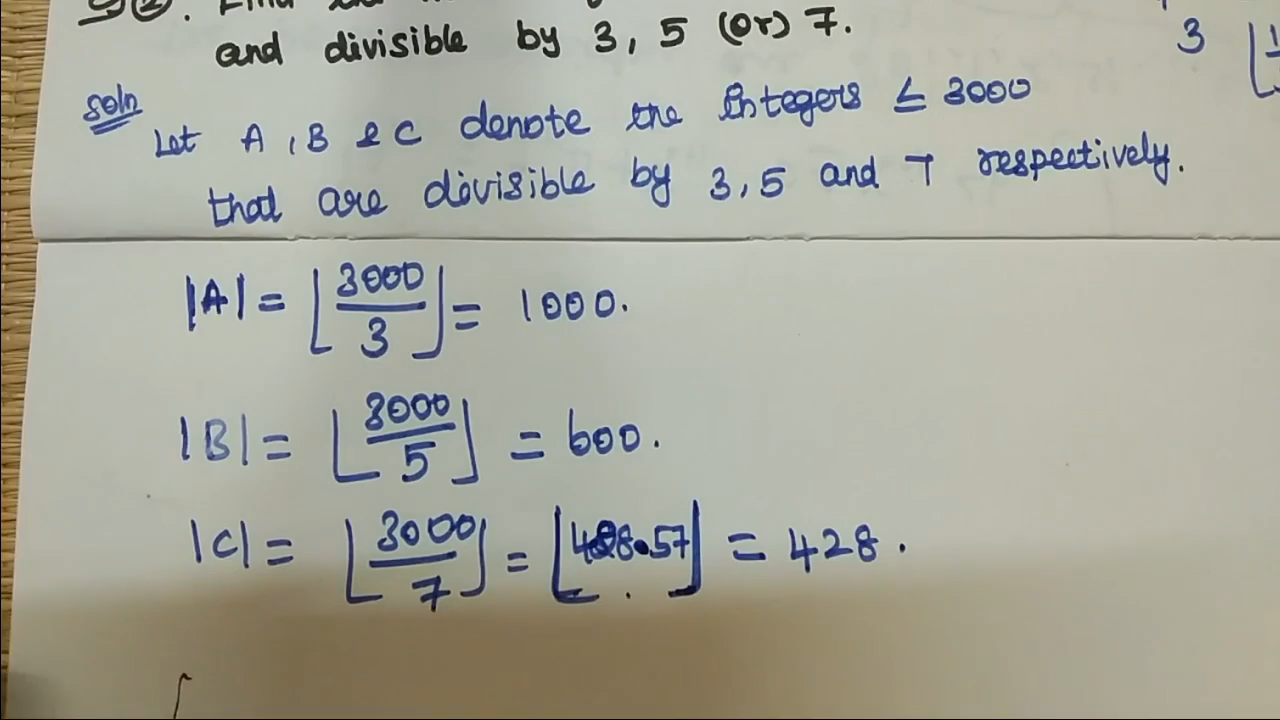 and divisible by 3, 5 (or) 7.
3
Soln
Let A, B & C denote the Integers ≤ 3000
that are divisible by 3, 5 and 7 respectively.
|A| = ⌊3000/3⌋ = 1000.
|B| = ⌊3000/5⌋ = 600.
|C| = ⌊3000/7⌋ = ⌊428.57⌋ = 428.